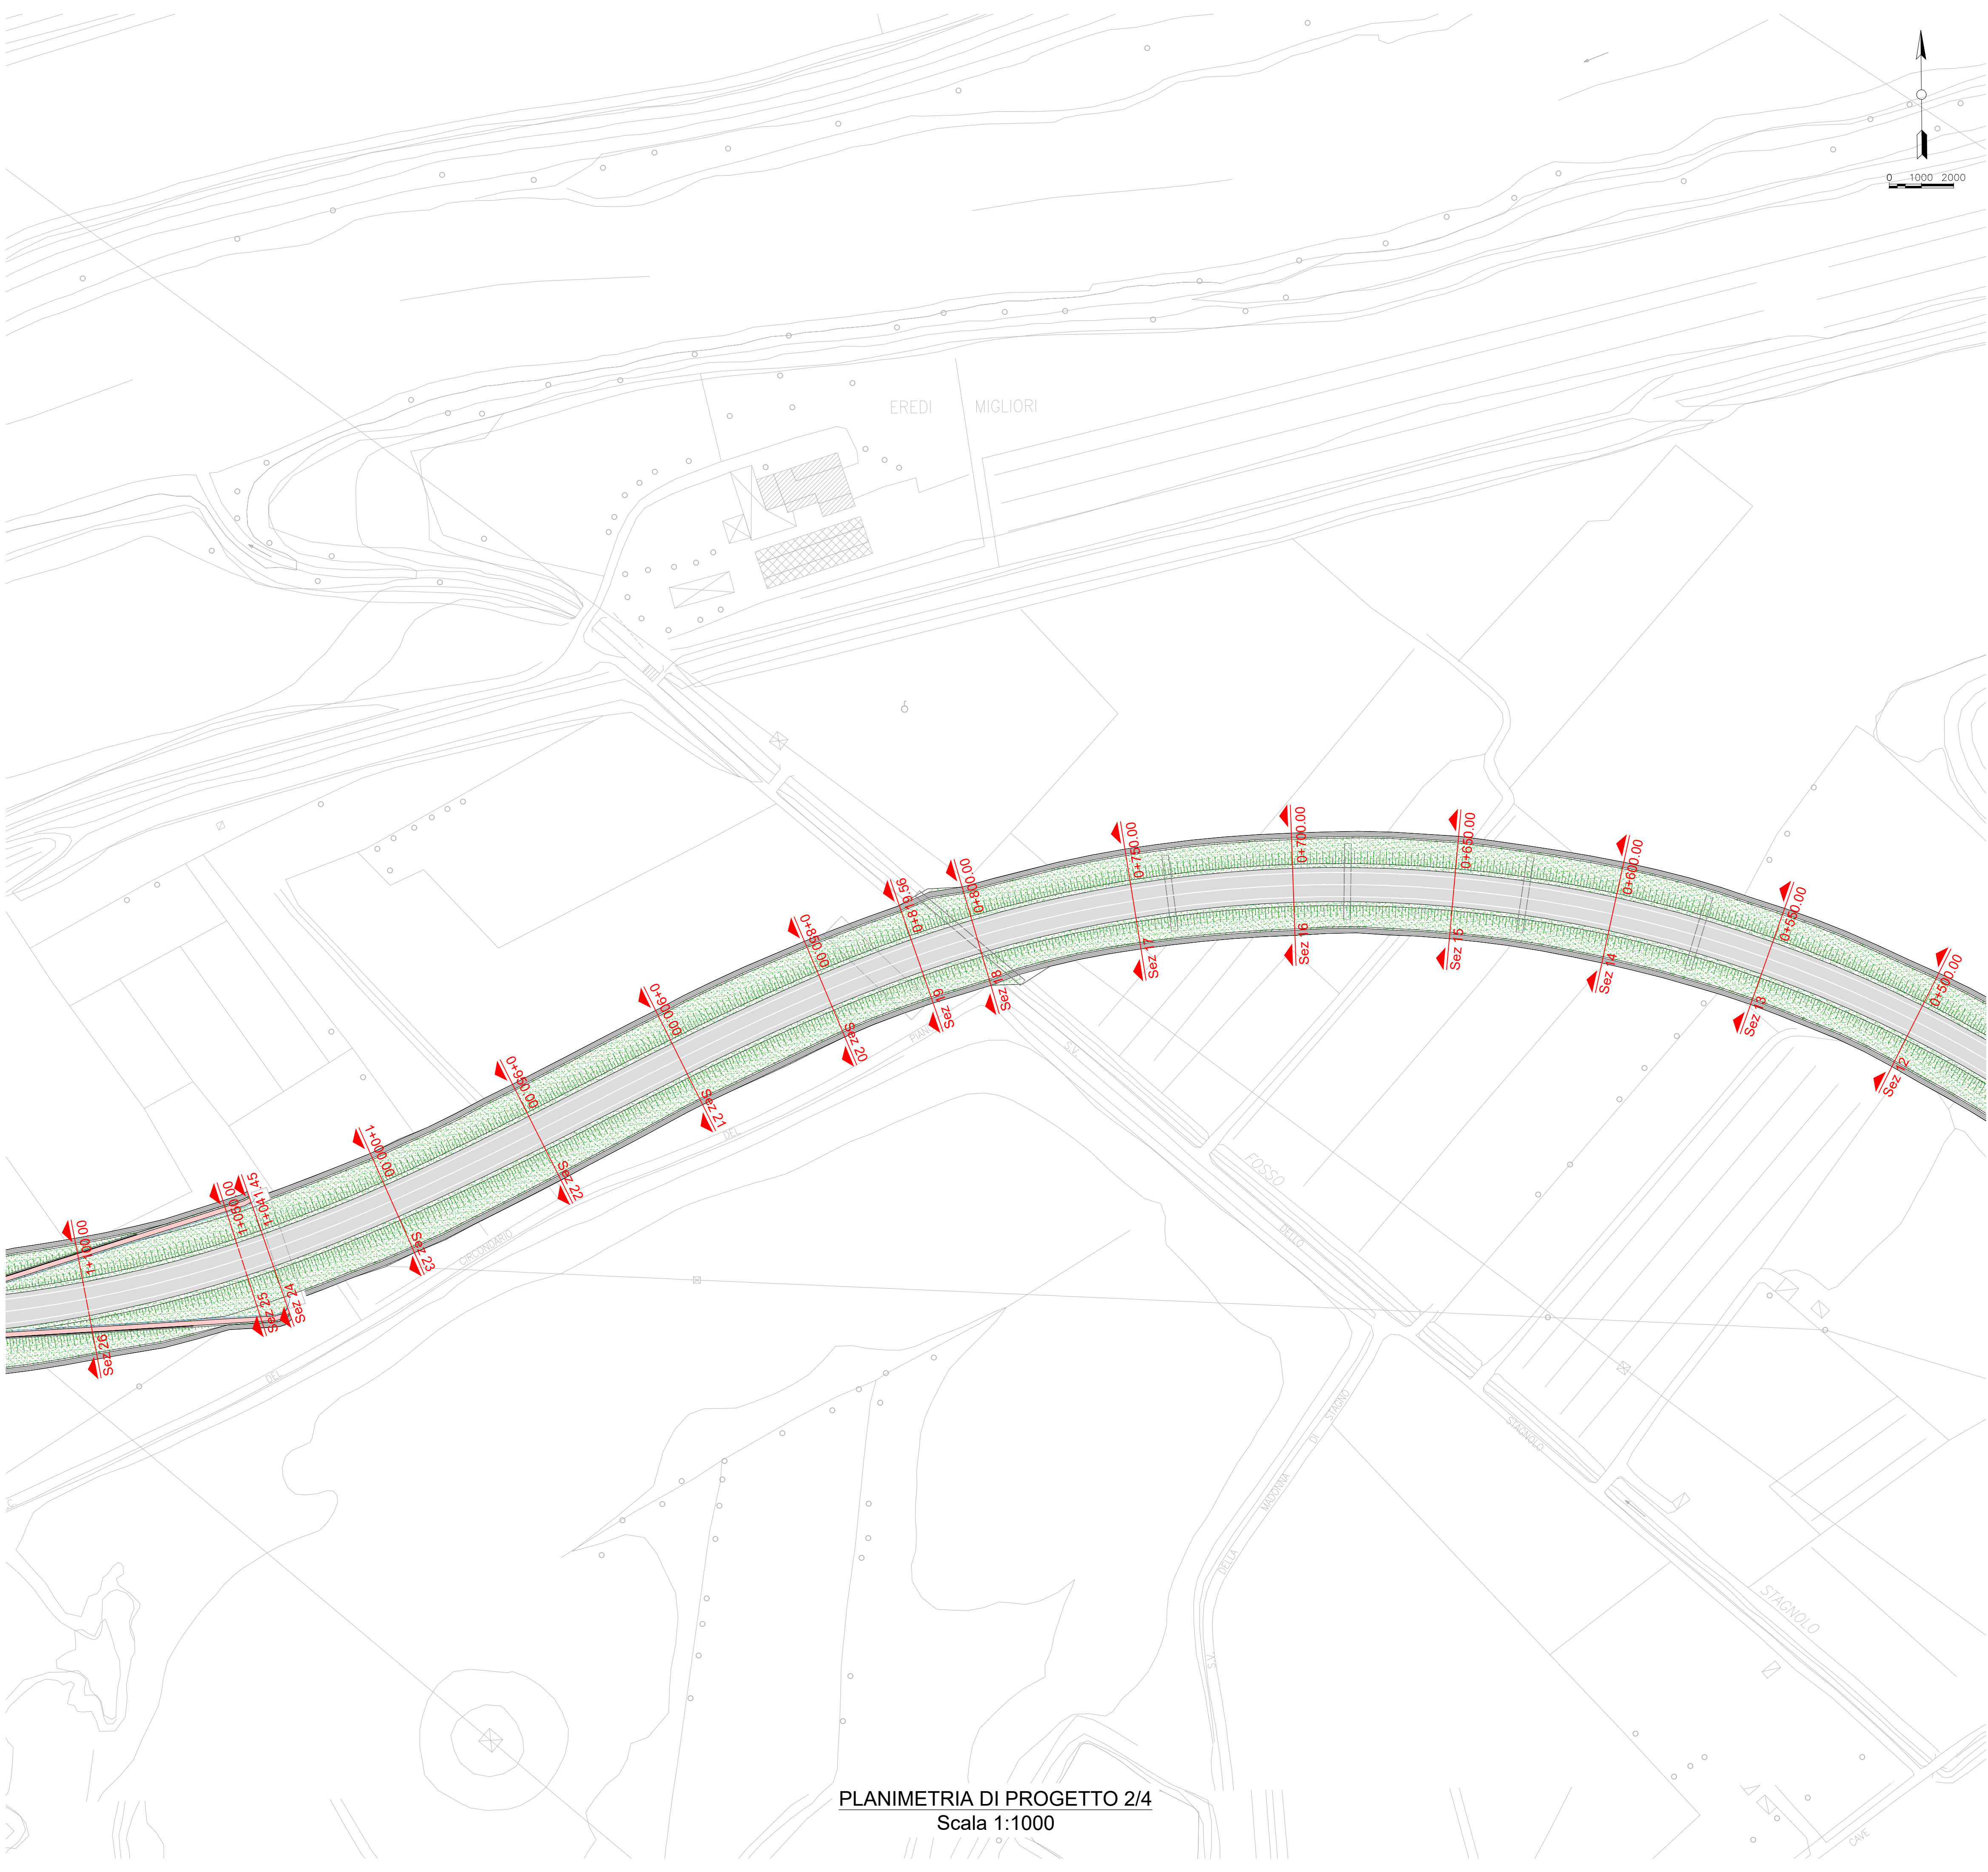 0 1000 2000
EREDI MIGLIORI
0+700.00
0+650.00
0+750.00
0+600.00
0+800.00
0+819.56
0+550.00
0+850.00
0+500.00
Sez 16
Sez 15
Sez 17
Sez 14
Sez 18
Sez 19
Sez 13
Sez 20
Sez 12
0+900.00
PIAN
S.V.
0+950.00
Sez 21
DEL
1+000.00
Sez 22
FOSSO
1+041.45
1+050.00
DELLO
1+100.00
CIRCONDARIO
Sez 23
Sez 24
Sez 25
Sez 26
DEL
STAGNOLO
STAGNO
DI
MADONNA
DELLA
S.V.
STAGNOLO
PLANIMETRIA DI PROGETTO 2/4
Scala 1:1000
CAVE